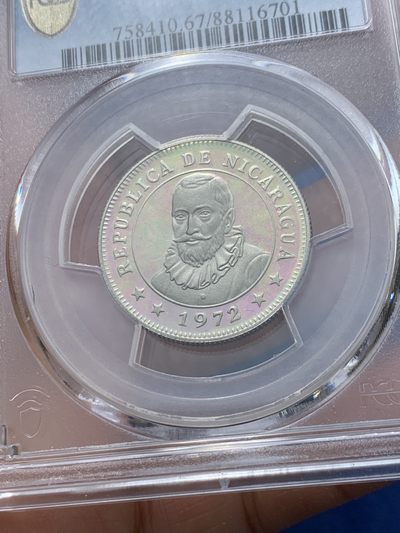 758410.67/88116701
REPUBLICA DE NICARAGUA
1972